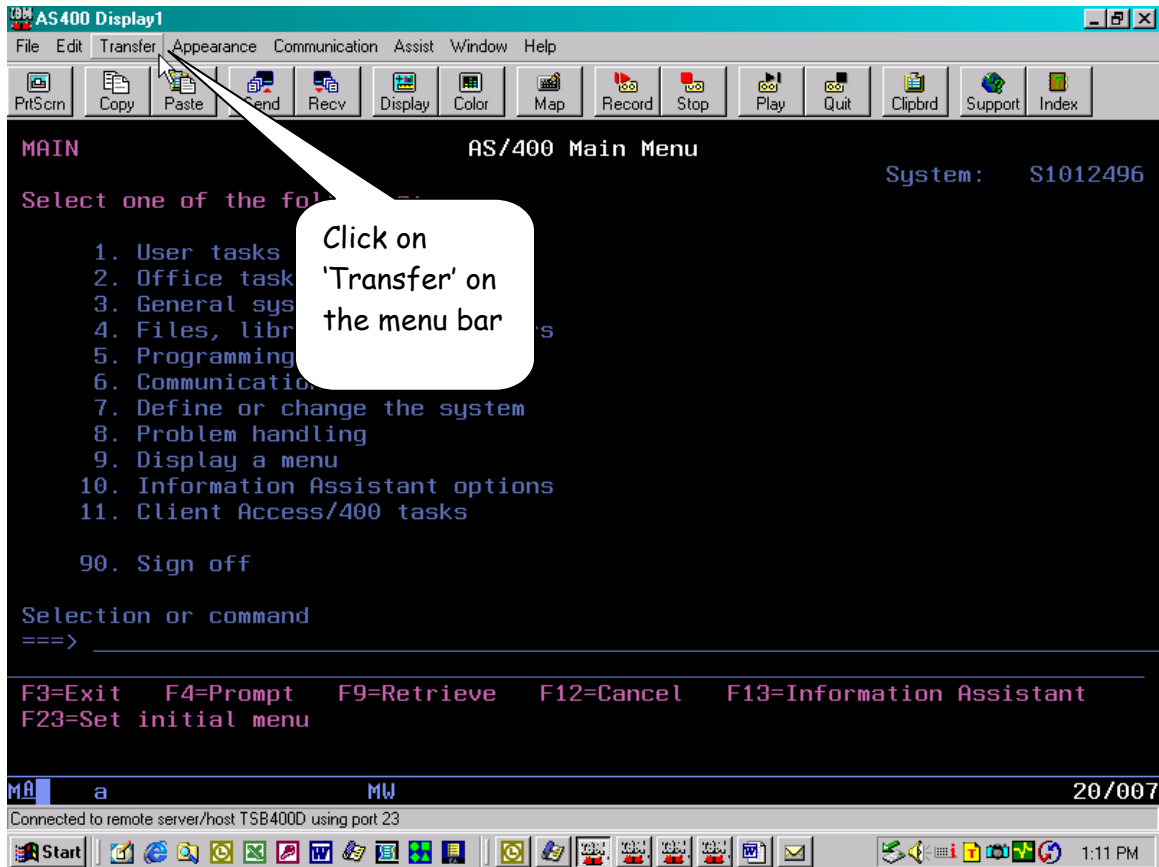 AS400 Display1
File Edit Transfer Appearance Communication Assist Window Help
PrtScrn Copy Paste Send Recv Display Color Map Record Stop Play Quit Clipbrd Support Index
MAIN AS/400 Main Menu
System: S1012496
Select one of the
1. User tasks
2. Office task
3. General sys
4. Files, libr s
5. Programming
6. Communicatio
7. Define or change the system
8. Problem handling
9. Display a menu
10. Information Assistant options
11. Client Access/400 tasks
90. Sign off
Click on
‘Transfer’ on
the menu bar
Selection or command
===>
F3=Exit F4=Prompt F9=Retrieve F12=Cancel F13=Information Assistant
F23=Set initial menu
MA a MW 20/007
Connected to remote server/host TSB400D using port 23
Start 1:11 PM